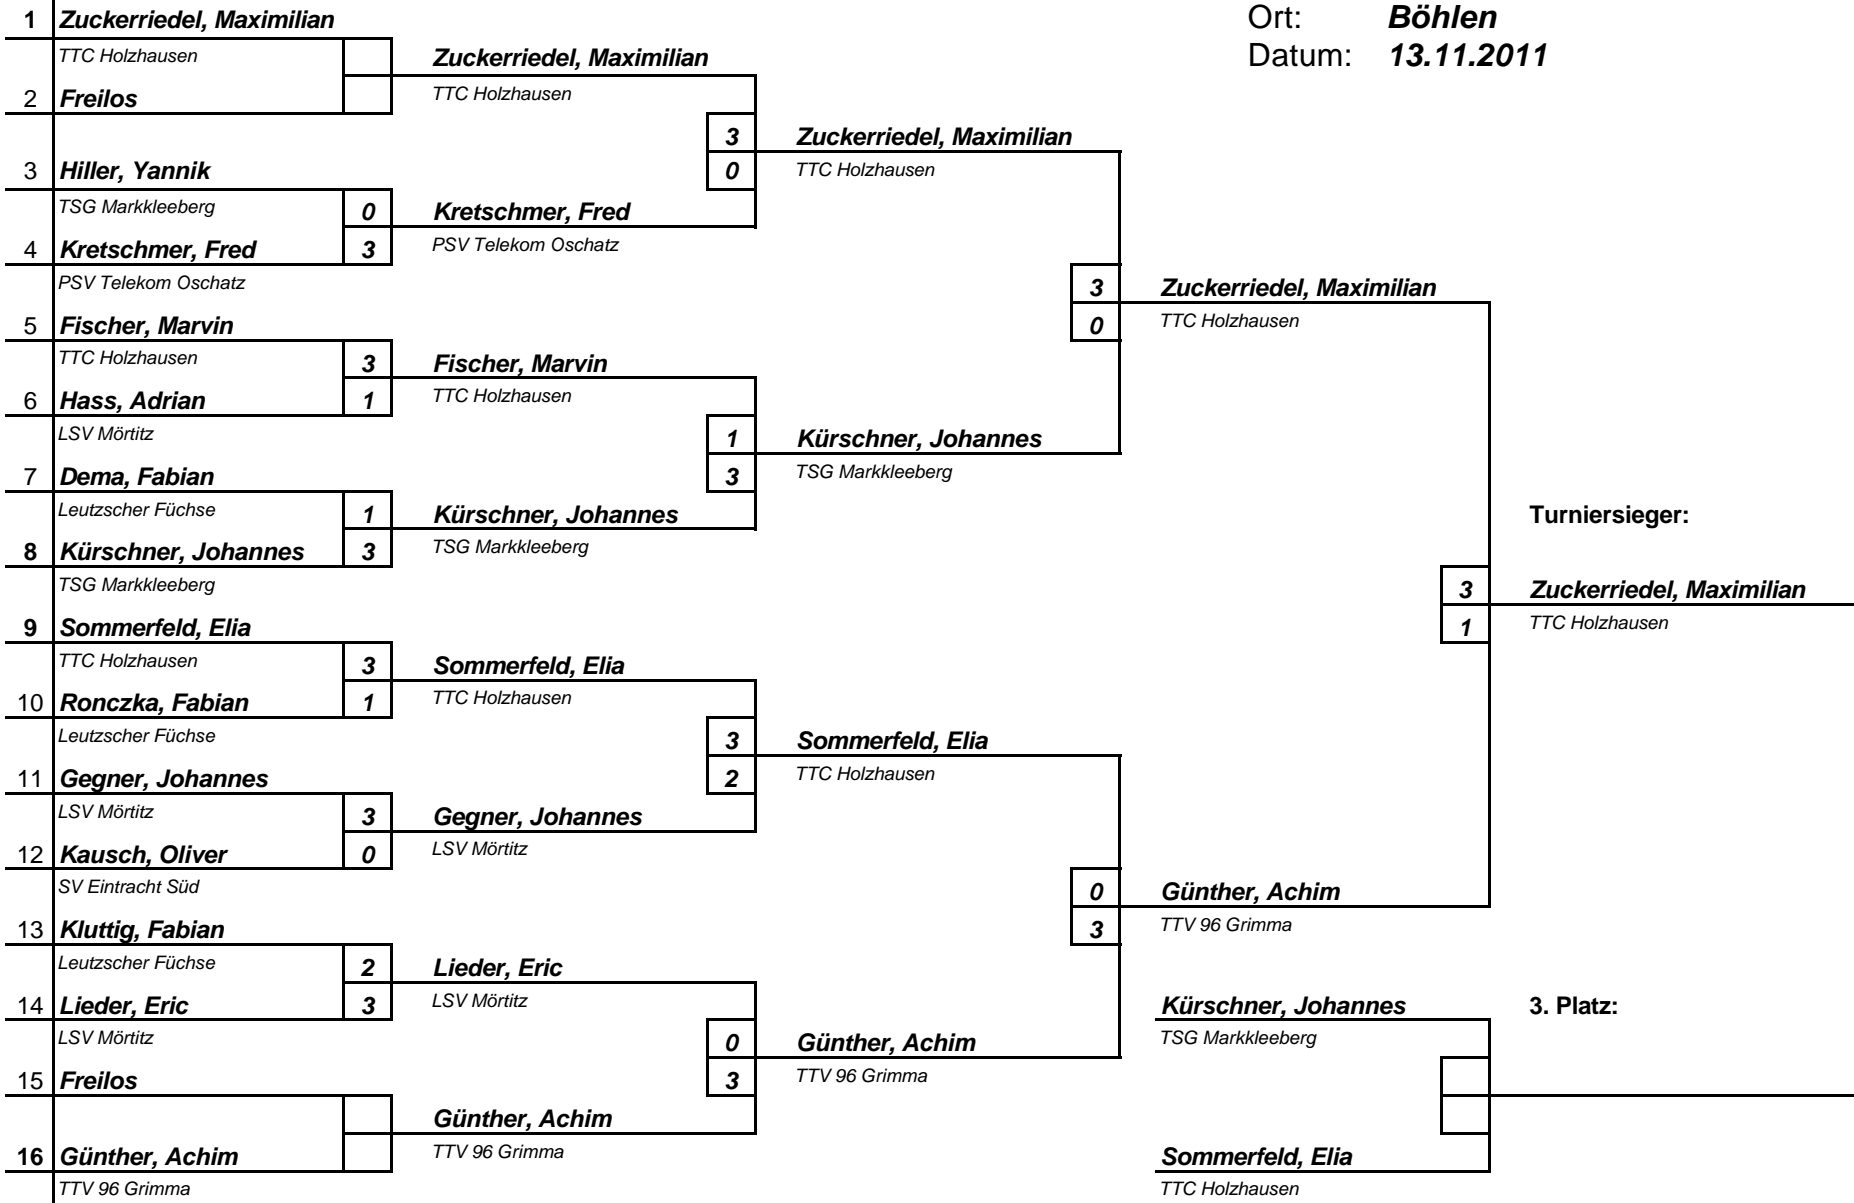 Ort: Böhlen
Datum: 13.11.2011
1 Zuckerriedel, Maximilian
TTC Holzhausen
2 Freilos
3 Hiller, Yannik
TSG Markkleeberg 0
4 Kretschmer, Fred 3
PSV Telekom Oschatz
5 Fischer, Marvin
TTC Holzhausen 3
6 Hass, Adrian 1
LSV Mörtitz
7 Dema, Fabian
Leutzscher Füchse 1
8 Kürschner, Johannes 3
TSG Markkleeberg
9 Sommerfeld, Elia
TTC Holzhausen 3
10 Ronczka, Fabian 1
Leutzscher Füchse
11 Gegner, Johannes
LSV Mörtitz 3
12 Kausch, Oliver 0
SV Eintracht Süd
13 Kluttig, Fabian
Leutzscher Füchse 2
14 Lieder, Eric 3
LSV Mörtitz
15 Freilos
16 Günther, Achim
TTV 96 Grimma
Zuckerriedel, Maximilian
TTC Holzhausen
3
0
Kretschmer, Fred
PSV Telekom Oschatz
Fischer, Marvin
TTC Holzhausen
1
3
Kürschner, Johannes
TSG Markkleeberg
Sommerfeld, Elia
TTC Holzhausen
3
2
Gegner, Johannes
LSV Mörtitz
Lieder, Eric
LSV Mörtitz
0
3
Günther, Achim
TTV 96 Grimma
Zuckerriedel, Maximilian
TTC Holzhausen
3
0
Kürschner, Johannes
TSG Markkleeberg
Sommerfeld, Elia
TTC Holzhausen
0
3
Günther, Achim
TTV 96 Grimma
Zuckerriedel, Maximilian
TTC Holzhausen
3
1
Günther, Achim
TTV 96 Grimma
Turniersieger:
Zuckerriedel, Maximilian
TTC Holzhausen
Kürschner, Johannes
TSG Markkleeberg
3. Platz:
Sommerfeld, Elia
TTC Holzhausen